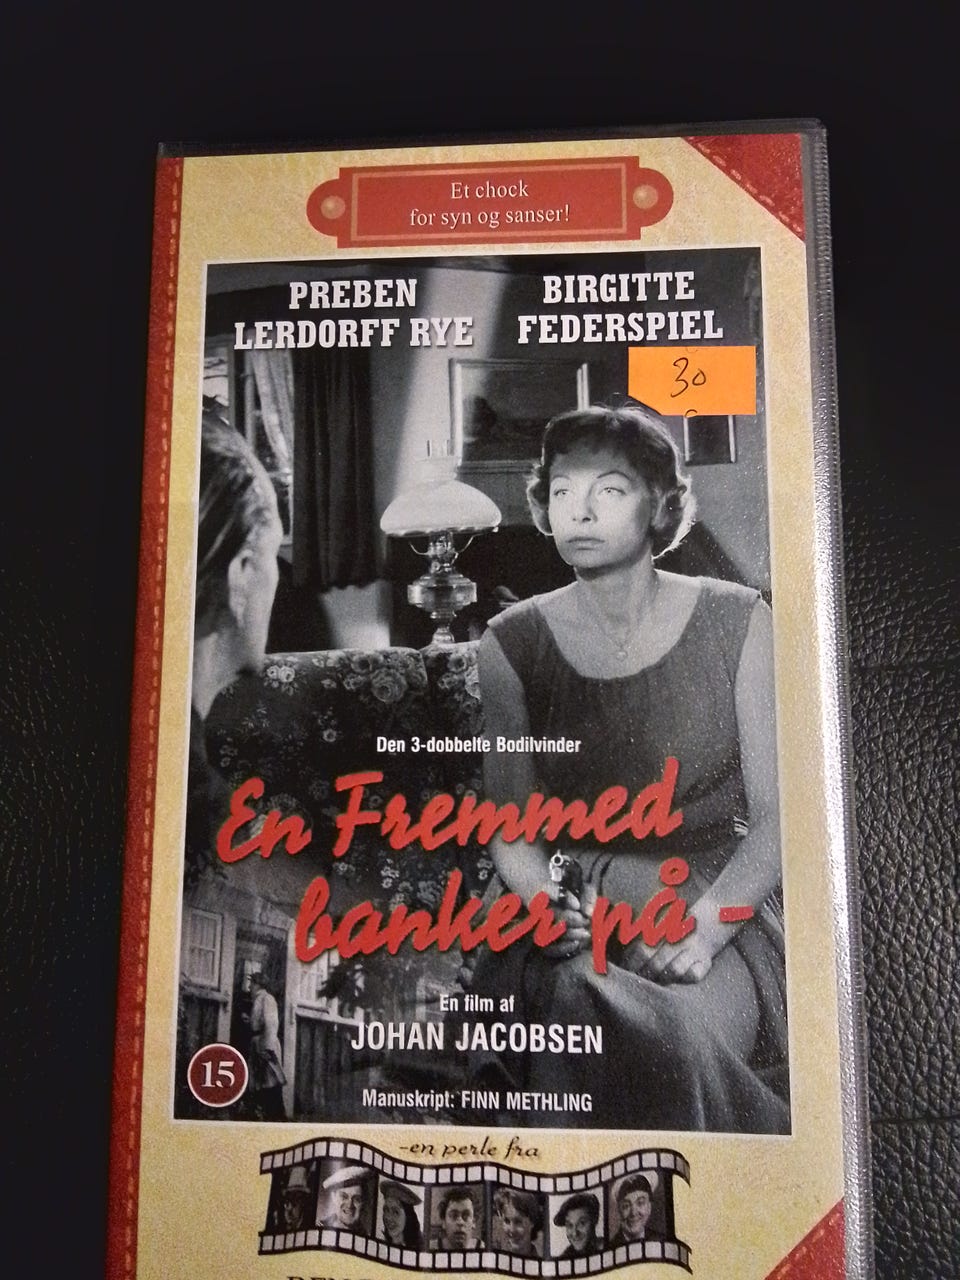 Et chock
for syn og sanser!
PREBEN
LERDORFF RYE
BIRGITTE
FEDERSPIEL
30
Den 3-dobbelte Bodilvinder
En Fremmed
banker på -
En film af
JOHAN JACOBSEN
15
Manuskript: FINN METHLING
-en perle fra